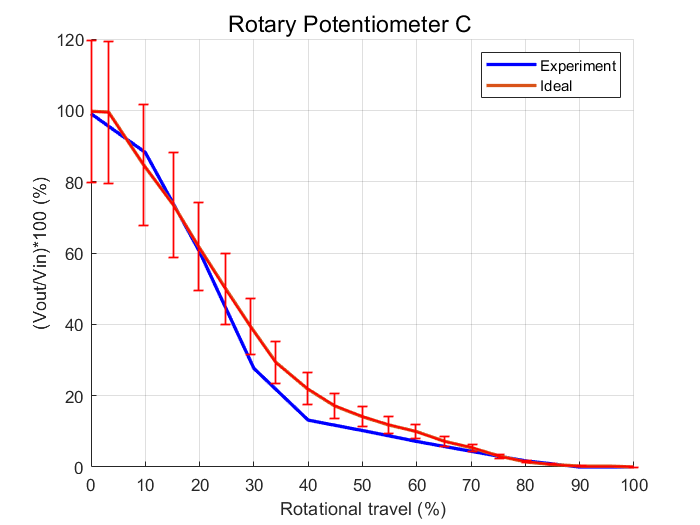 Rotary Potentiometer C
Experiment
Ideal
(Vout/Vin)*100 (%)
120
100
80
60
40
20
0
0 10 20 30 40 50 60 70 80 90 100
Rotational travel (%)